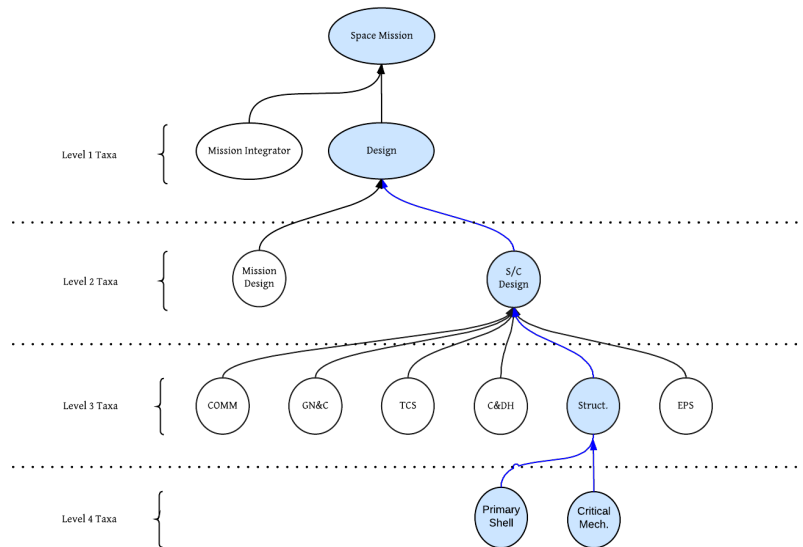 Space Mission
Level 1 Taxa
Mission Integrator
Design
Level 2 Taxa
Mission
Design
S/C
Design
Level 3 Taxa
COMM
GN&C
TCS
C&DH
Struct.
EPS
Level 4 Taxa
Primary
Shell
Critical
Mech.